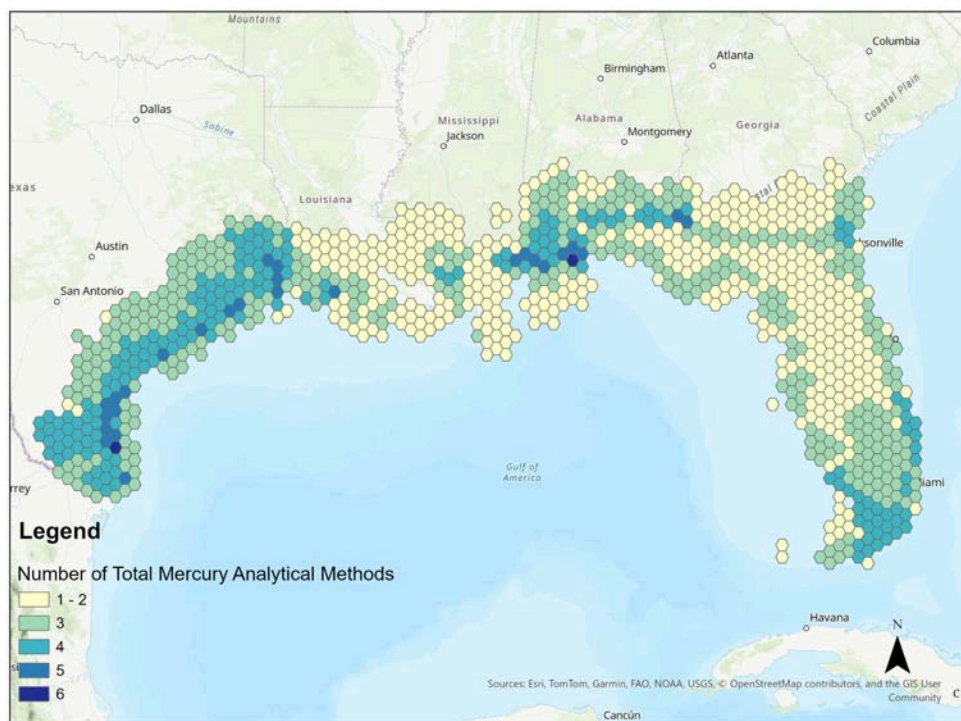 Mountains
Columbia
Atlanta
Birmingham
Dallas
Coastal Plain
Sabine
Mississippi
Alabama
Georgia
Jackson
Montgomery
exas
Louisiana
stal
Austin
ksonville
San Antonio
o
Gulf of
America
rrey
iami
Legend
Number of Total Mercury Analytical Methods
1 - 2
3
4
5
6
Havana
N
Sources: Esri, TomTom, Garmin, FAO, NOAA, USGS, © OpenStreetMap contributors, and the GIS User
Community
Cancún